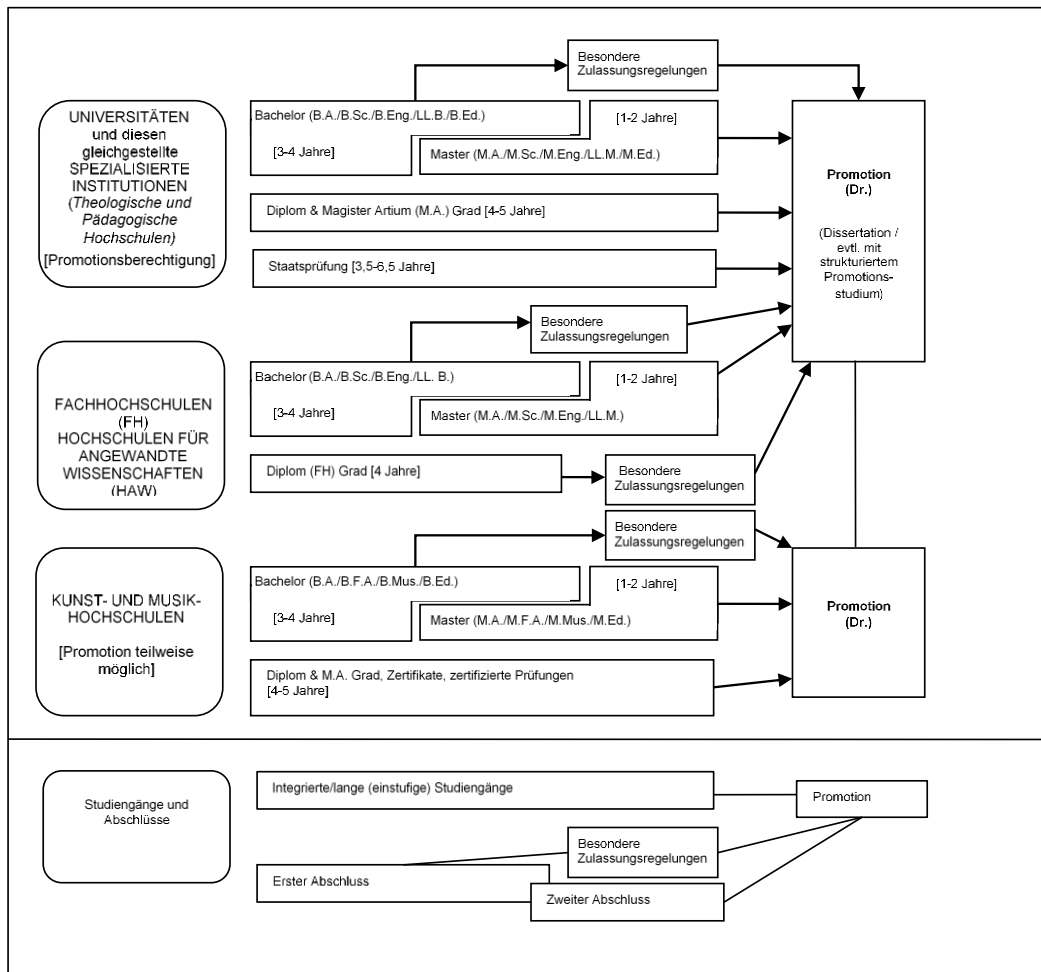 Besondere
Zulassungsregelungen
UNIVERSITÄTEN
und diesen
gleichgestellte
SPEZIALISIERTE
INSTITUTIONEN
(Theologische und
Pädagogische
Hochschulen)
[Promotionsberechtigung]
Bachelor (B.A./B.Sc./B.Eng./LL.B./B.Ed.)
[3-4 Jahre]
[1-2 Jahre]
Master (M.A./M.Sc./M.Eng./LL.M./M.Ed.)
Diplom & Magister Artium (M.A.) Grad [4-5 Jahre]
Staatsprüfung [3,5-6,5 Jahre]
Promotion
(Dr.)
(Dissertation /
evtl. mit
strukturiertem
Promotions-
studium)
Besondere
Zulassungsregelungen
FACHHOCHSCHULEN
(FH)
HOCHSCHULEN FÜR
ANGEWANDTE
WISSENSCHAFTEN
(HAW)
Bachelor (B.A./B.Sc./B.Eng./LL. B.)
[3-4 Jahre]
[1-2 Jahre]
Master (M.A./M.Sc./M.Eng./LL.M.)
Diplom (FH) Grad [4 Jahre]
Besondere
Zulassungsregelungen
Besondere
Zulassungsregelungen
KUNST- UND MUSIK-
HOCHSCHULEN
[Promotion teilweise
möglich]
Bachelor (B.A./B.F.A./B.Mus./B.Ed.)
[3-4 Jahre]
[1-2 Jahre]
Master (M.A./M.F.A./M.Mus./M.Ed.)
Diplom & M.A. Grad, Zertifikate, zertifizierte Prüfungen
[4-5 Jahre]
Promotion
(Dr.)
Studiengänge und
Abschlüsse
Integrierte/lange (einstufige) Studiengänge
Promotion
Besondere
Zulassungsregelungen
Erster Abschluss
Zweiter Abschluss